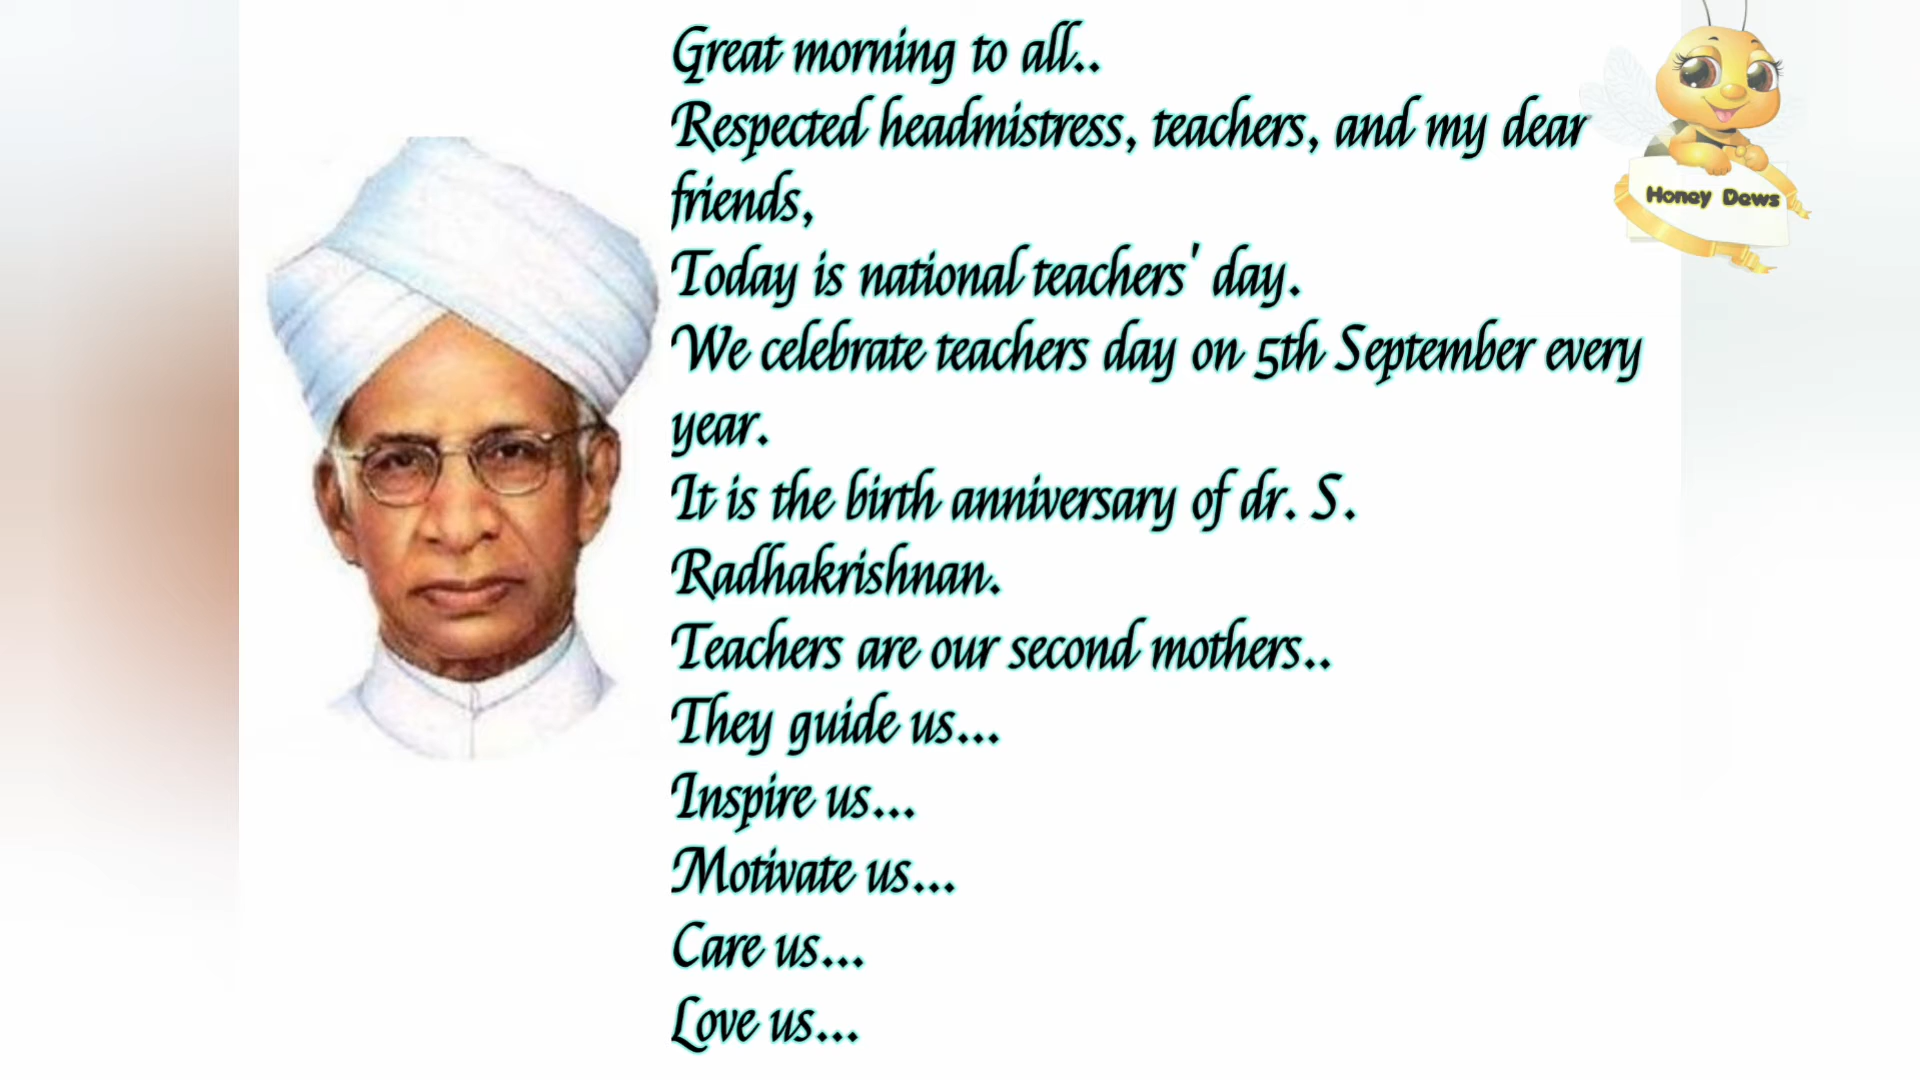 Great morning to all..
Respected headmistress, teachers, and my dear
friends,
Today is national teachers' day.
We celebrate teachers day on 5th September every
year.
It is the birth anniversary of dr. S.
Radhakrishnan.
Teachers are our second mothers..
They guide us...
Inspire us...
Motivate us...
Care us...
Love us...
Honey Dews